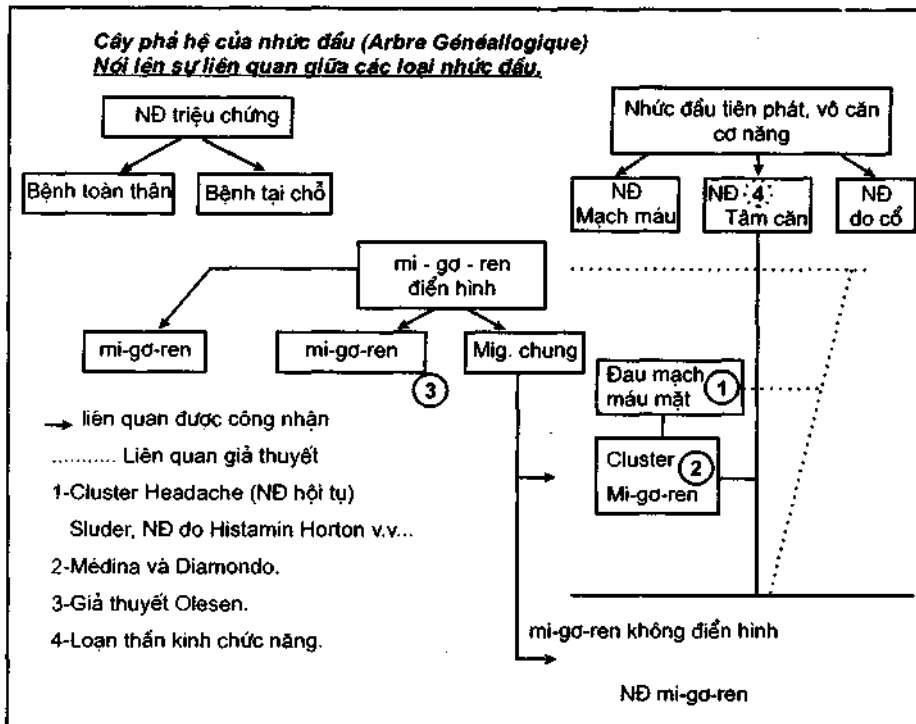 Cây phả hệ của nhức đầu (Arbre Généallogique)
Nói lên sự liên quan giữa các loại nhức đầu.
NĐ triệu chứng
Bệnh toàn thân
Bệnh tại chỗ
Nhức đầu tiên phát, vô căn
cơ năng
NĐ
Mạch máu
NĐ 4
Tâm căn
NĐ
do cổ
mi - gơ - ren
điển hình
mi-gơ-ren
mi-gơ-ren
3
Mig. chung
Đau mạch
máu mặt
1
Cluster
Mi-gơ-ren
2
liên quan được công nhận
........... Liên quan giả thuyết
1-Cluster Headache (NĐ hội tụ)
Sluder, NĐ do Histamin Horton v.v...
2-Médina và Diamondo.
3-Giả thuyết Olesen.
4-Loạn thần kinh chức năng.
mi-gơ-ren không điển hình
NĐ mi-gơ-ren